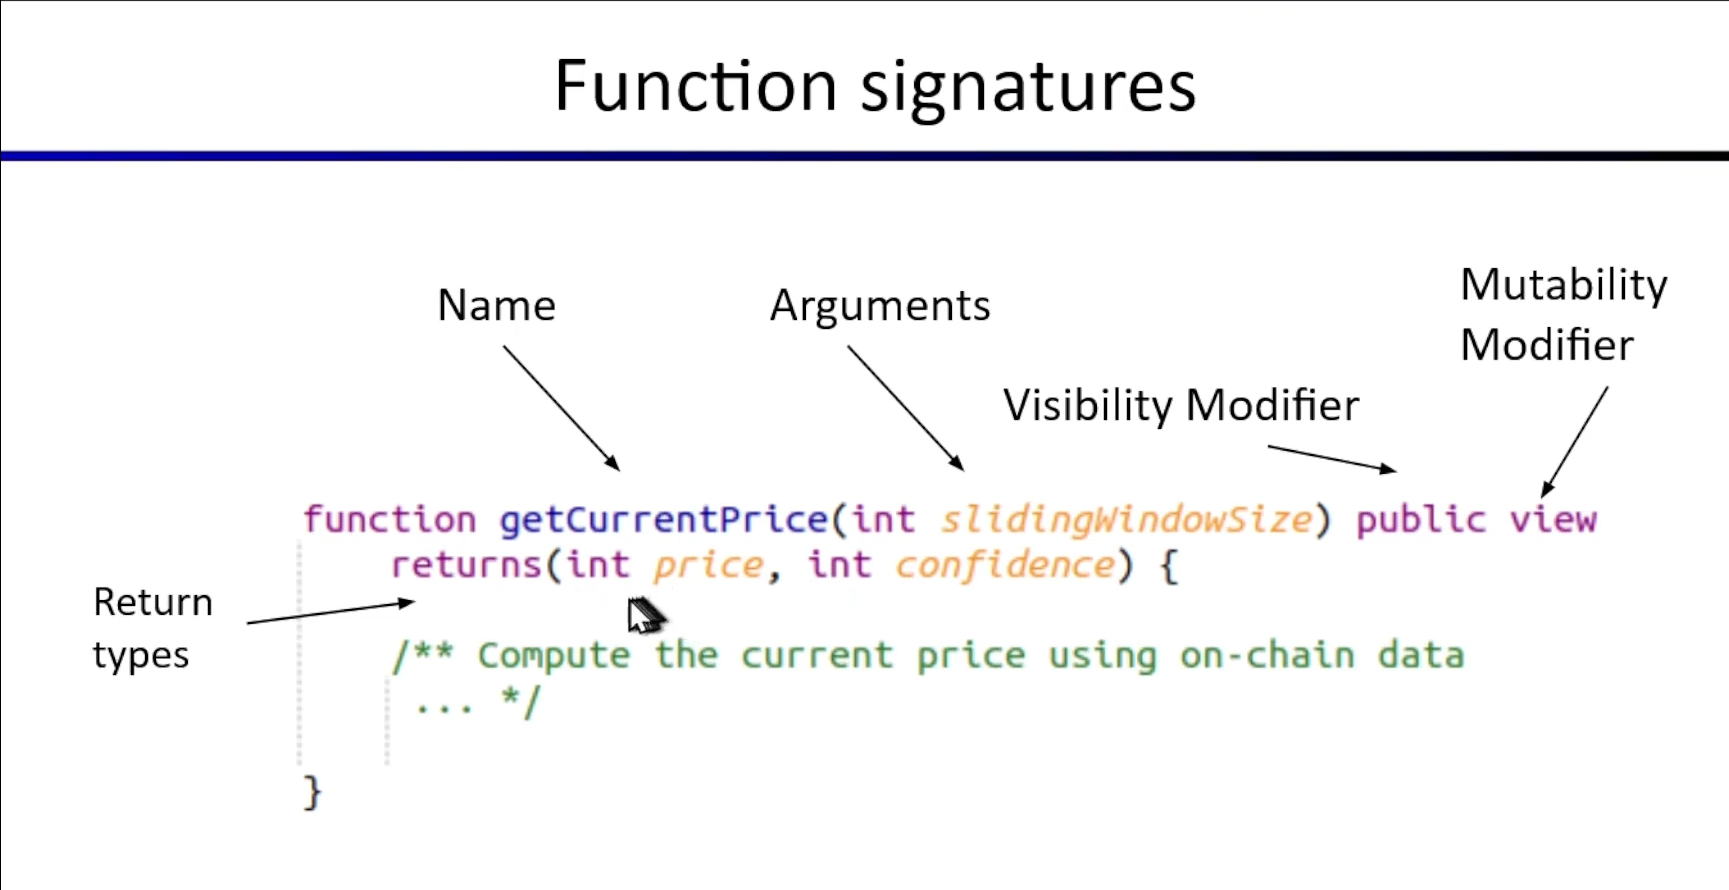 Function signatures
Name
Arguments
Mutability
Modifier
Visibility Modifier
function getCurrentPrice(int slidingWindowSize) public view
returns(int price, int confidence) {
Return
types
/** Compute the current price using on-chain data
... */
}